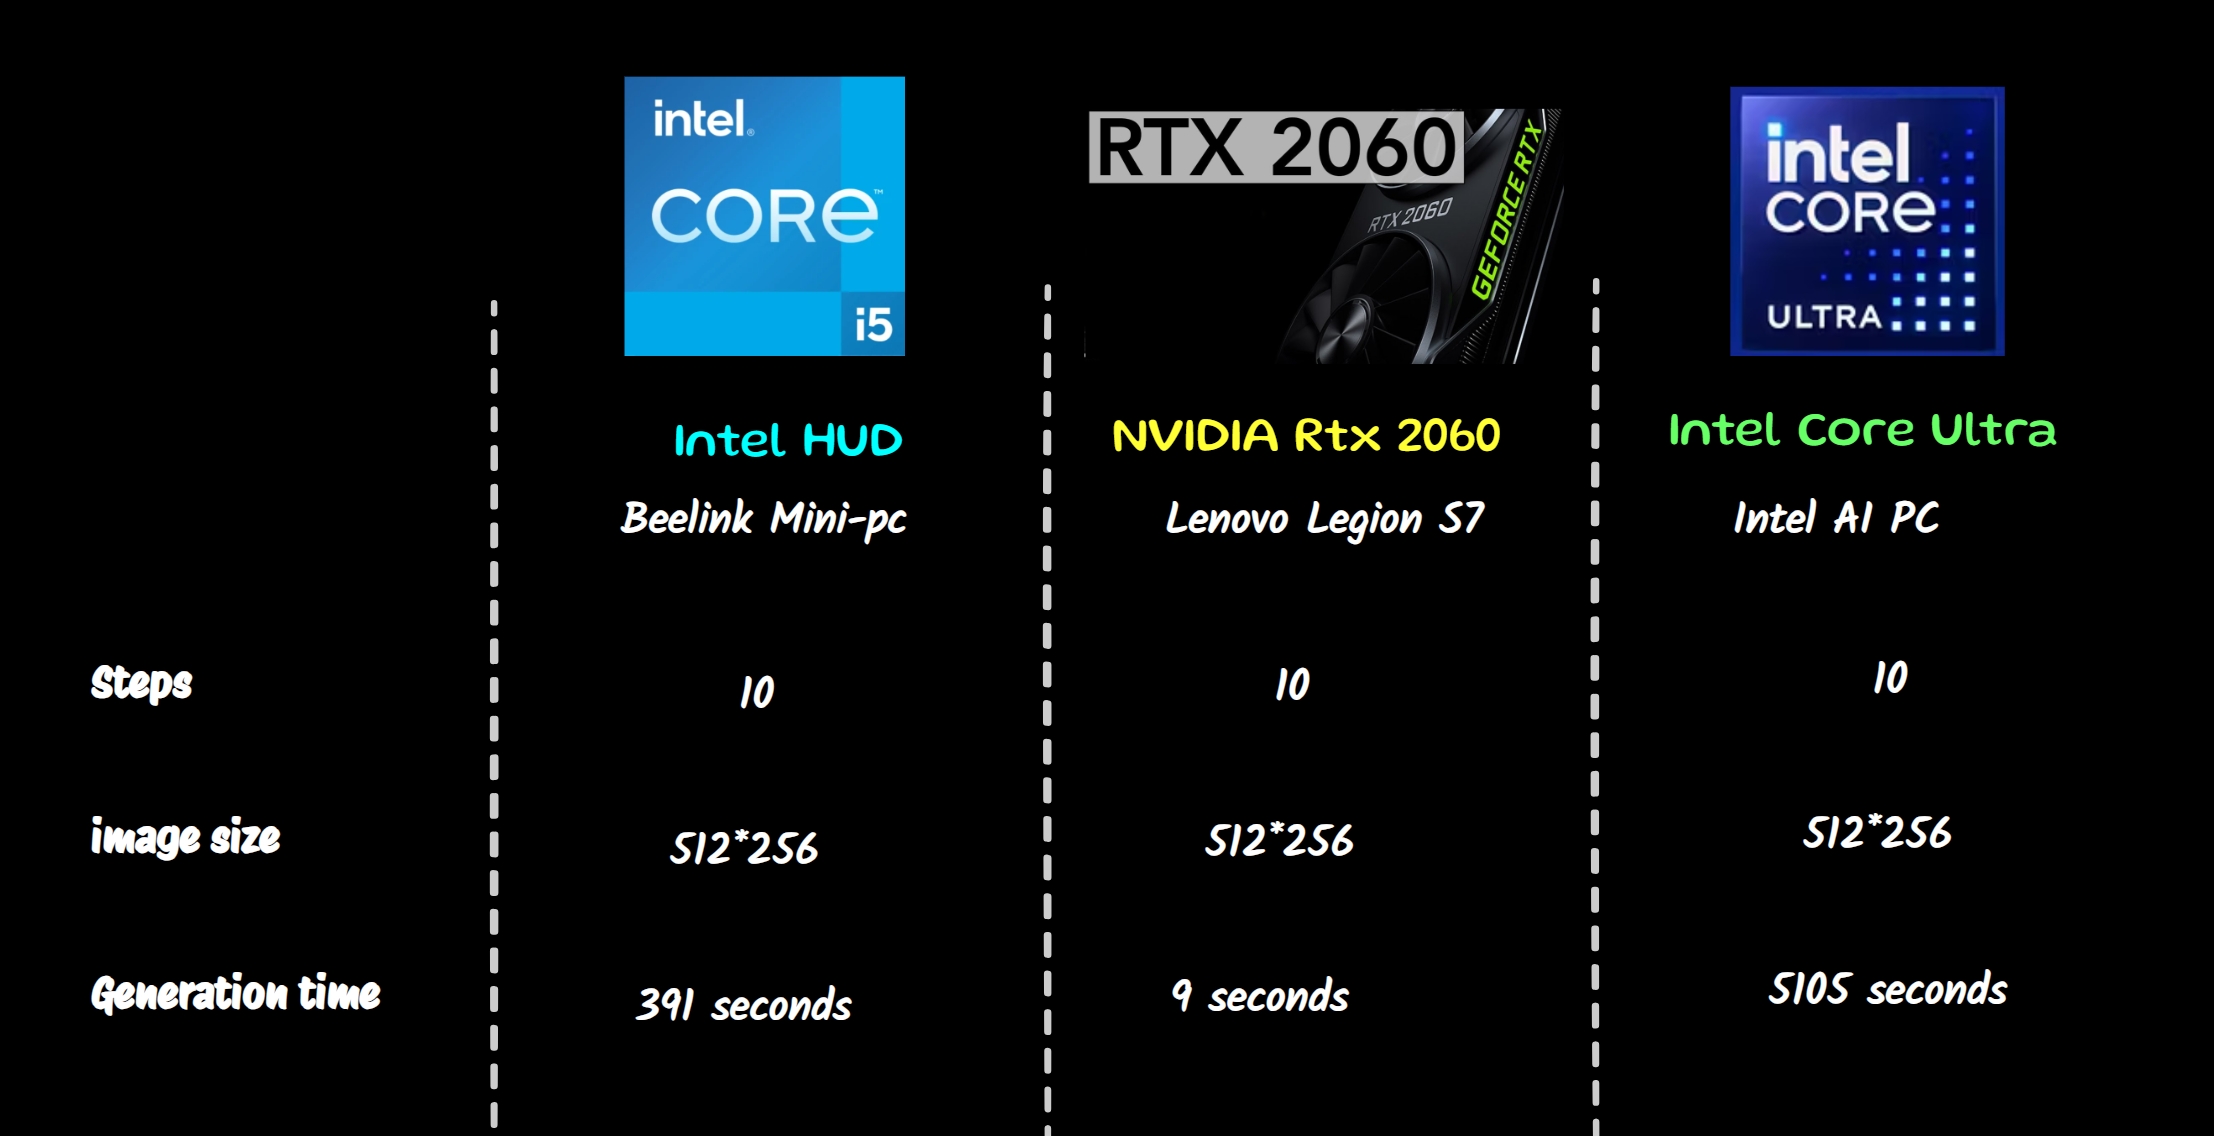 intel®
CORE™
i5
RTX 2060
RTX 2060
GEFORCE RTX
intel
CORE
ULTRA
Intel HUD
NVIDIA Rtx 2060
Intel Core Ultra
Beelink Mini-pc
Lenovo Legion S7
Intel AI PC
Steps
10
10
10
image size
512*256
512*256
512*256
Generation time
391 seconds
9 seconds
5105 seconds